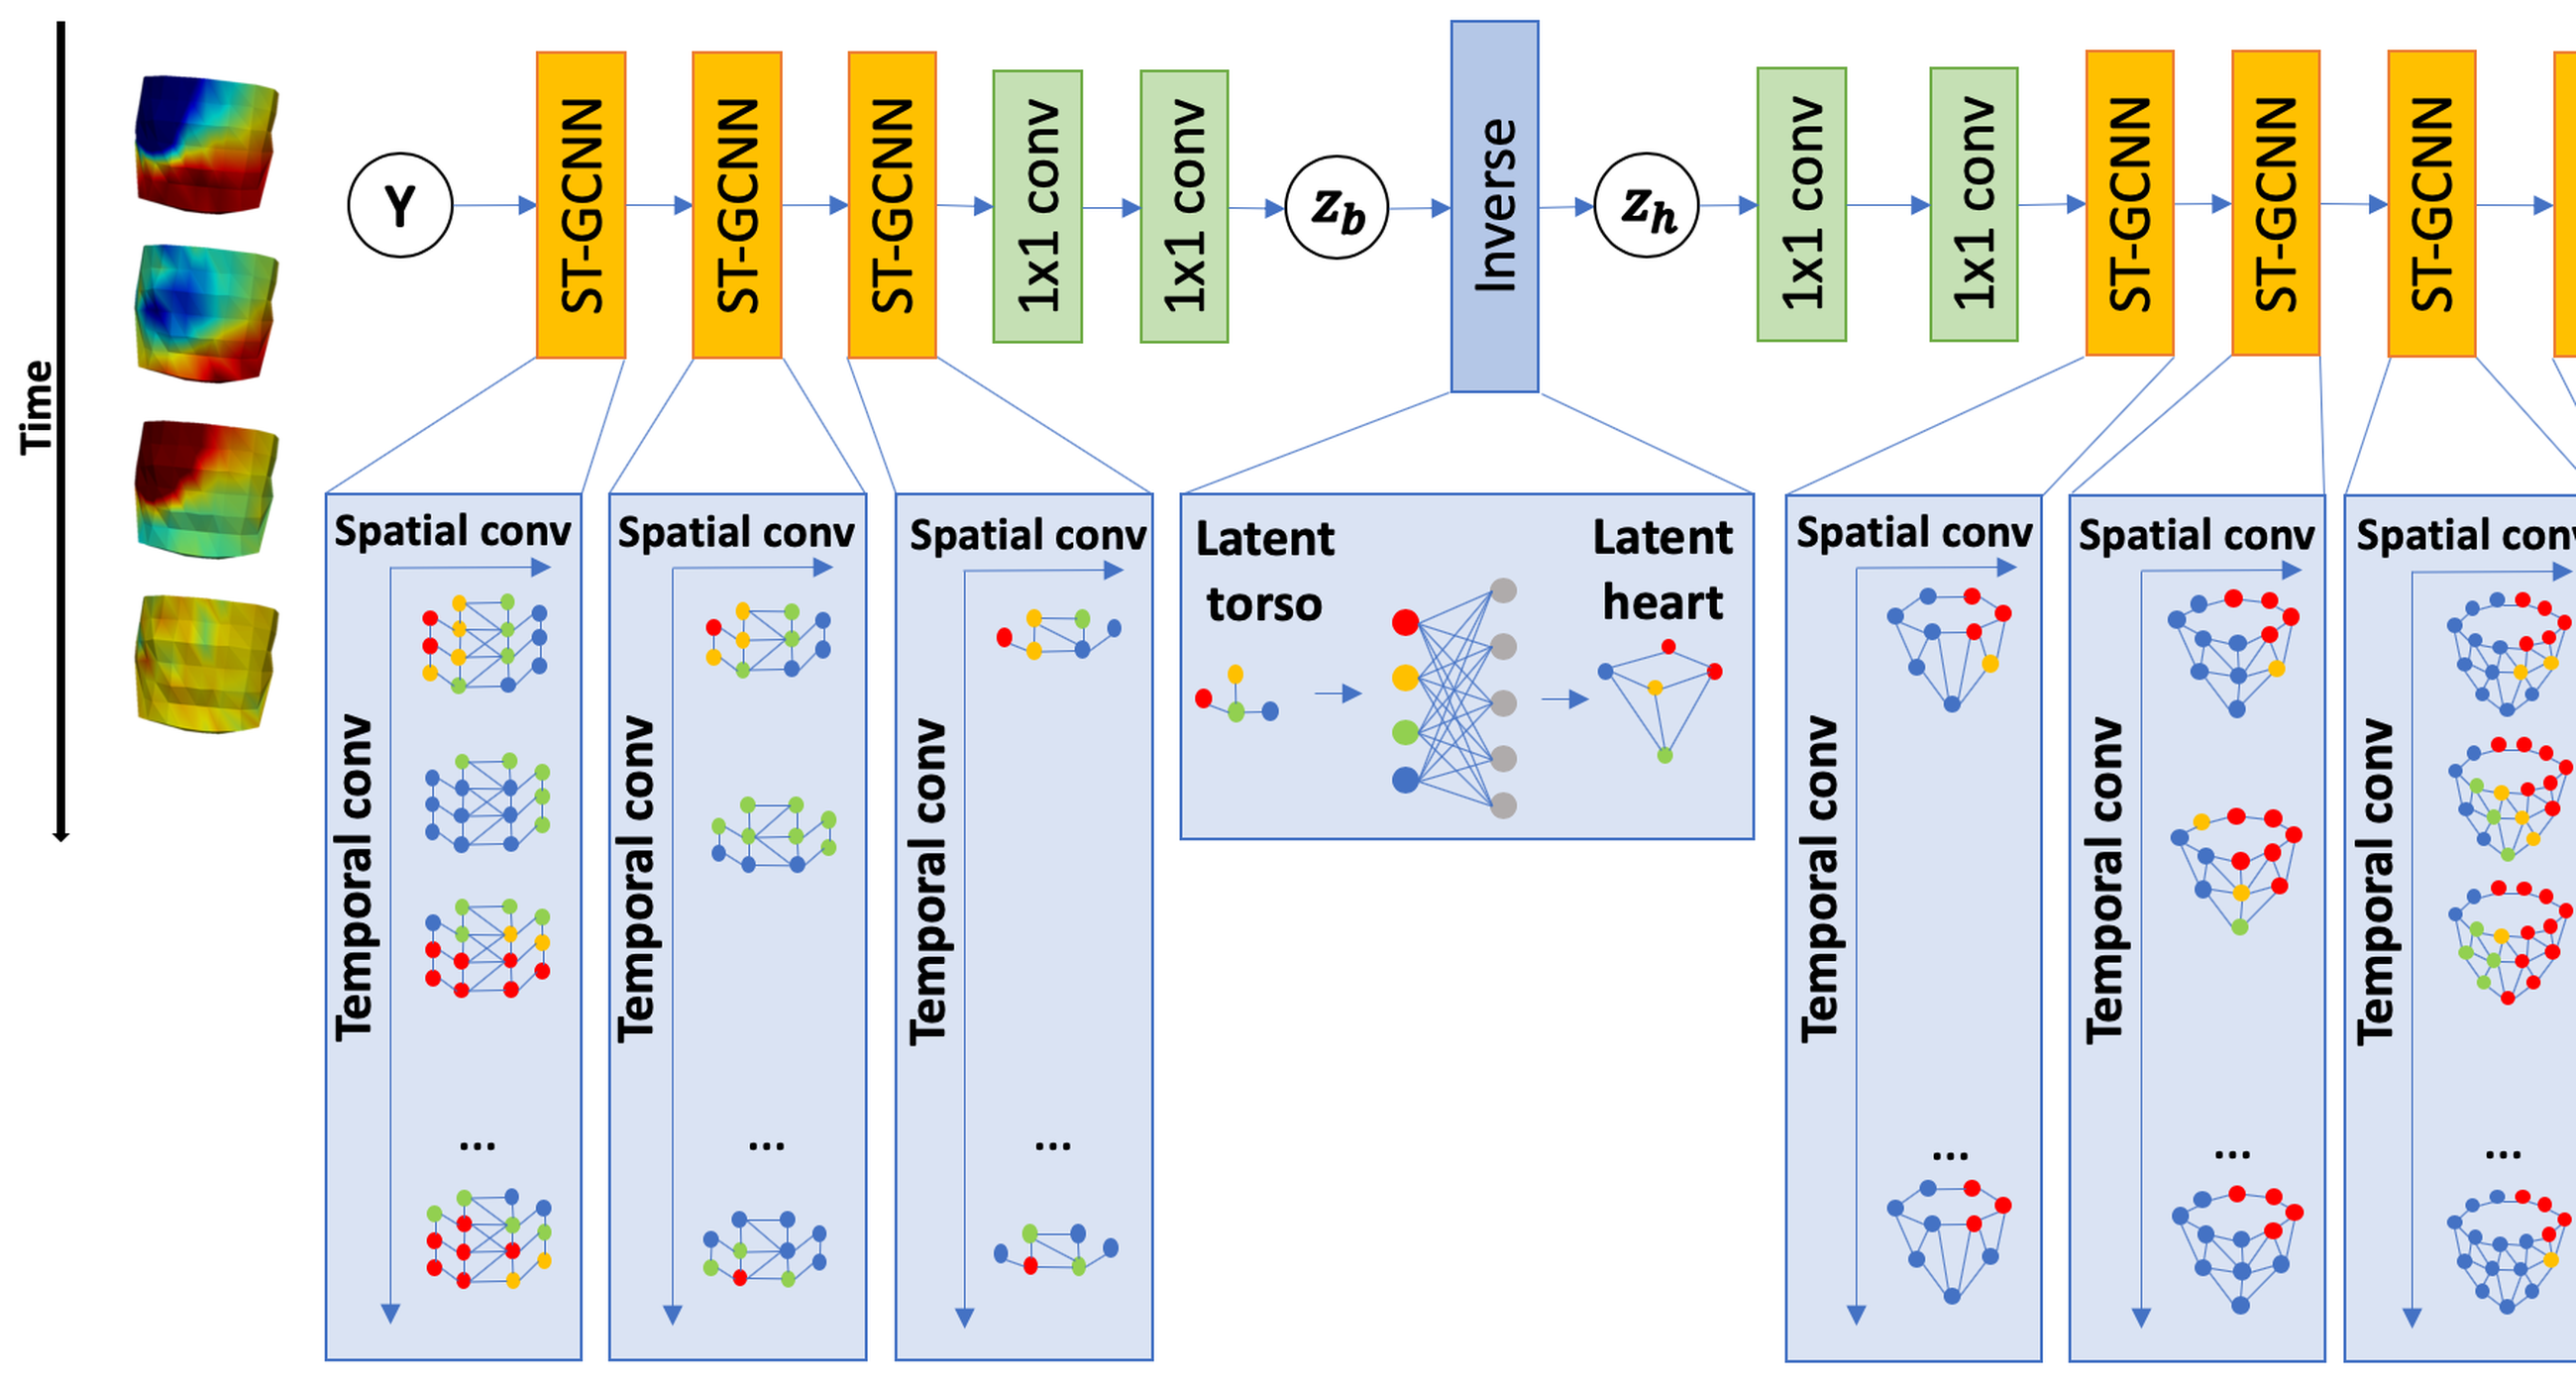 Time
Y
ST-GCNN
ST-GCNN
ST-GCNN
1x1 conv
1x1 conv
z_b
Inverse
z_h
1x1 conv
1x1 conv
ST-GCNN
ST-GCNN
ST-GCNN
Spatial conv
Temporal conv
...
Spatial conv
Temporal conv
...
Spatial conv
Temporal conv
...
Latent
torso
Latent
heart
Spatial conv
Temporal conv
...
Spatial conv
Temporal conv
...
Spatial conv
Temporal conv
...